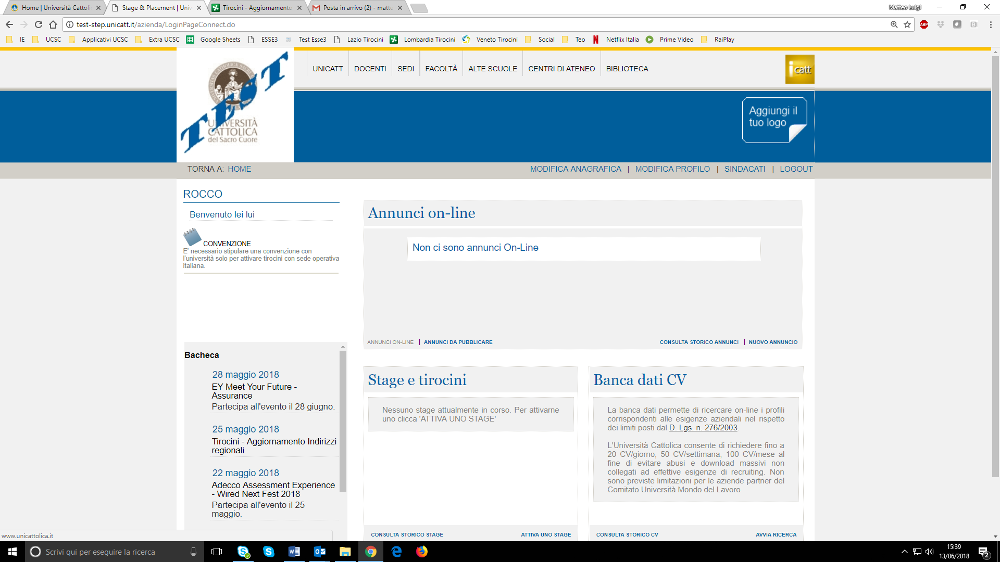 Home | Università Cattoli
Stage & Placement | Univ
Tirocini - Aggiornamento
Posta in arrivo (2) - matte
Matteo Luigi
test-step.unicatt.it/azienda/LoginPageConnect.do
ABP
IE
UCSC
Applicativi UCSC
Extra UCSC
Google Sheets
ESSE3
Test Esse3
Lazio Tirocini
Lombardia Tirocini
Veneto Tirocini
Social
Teo
Netflix Italia
Prime Video
RaiPlay
UNICATT
DOCENTI
SEDI
FACOLTÀ
ALTE SCUOLE
CENTRI DI ATENEO
BIBLIOTECA
icatt
TEST
UNIVERSITÀ
CATTOLICA
del Sacro Cuore
Aggiungi il
tuo logo
TORNA A: HOME
MODIFICA ANAGRAFICA | MODIFICA PROFILO | SINDACATI | LOGOUT
ROCCO
Benvenuto lei lui
CONVENZIONE
E' necessario stipulare una convenzione con
l'università solo per attivare tirocini con sede operativa
italiana.
Annunci on-line
Non ci sono annunci On-Line
ANNUNCI ON-LINE | ANNUNCI DA PUBBLICARE
CONSULTA STORICO ANNUNCI | NUOVO ANNUNCIO
Bacheca
28 maggio 2018
EY Meet Your Future -
Assurance
Partecipa all'evento il 28 giugno.
25 maggio 2018
Tirocini - Aggiornamento Indirizzi
regionali
22 maggio 2018
Adecco Assessment Experience
- Wired Next Fest 2018
Partecipa all'evento il 25
maggio.
Stage e tirocini
Nessuno stage attualmente in corso. Per attivarne
uno clicca 'ATTIVA UNO STAGE'
CONSULTA STORICO STAGE
ATTIVA UNO STAGE
Banca dati CV
La banca dati permette di ricercare on-line i profili
corrispondenti alle esigenze aziendali nel rispetto
dei limiti posti dal D. Lgs. n. 276/2003.
L'Università Cattolica consente di richiedere fino a
20 CV/giorno, 50 CV/settimana, 100 CV/mese al
fine di evitare abusi e download massivi non
collegati ad effettive esigenze di recruiting. Non
sono previste limitazioni per le aziende partner del
Comitato Università Mondo del Lavoro
CONSULTA STORICO CV
AVVIA RICERCA
www.unicattolica.it
Scrivi qui per eseguire la ricerca
15:39
13/06/2018
2